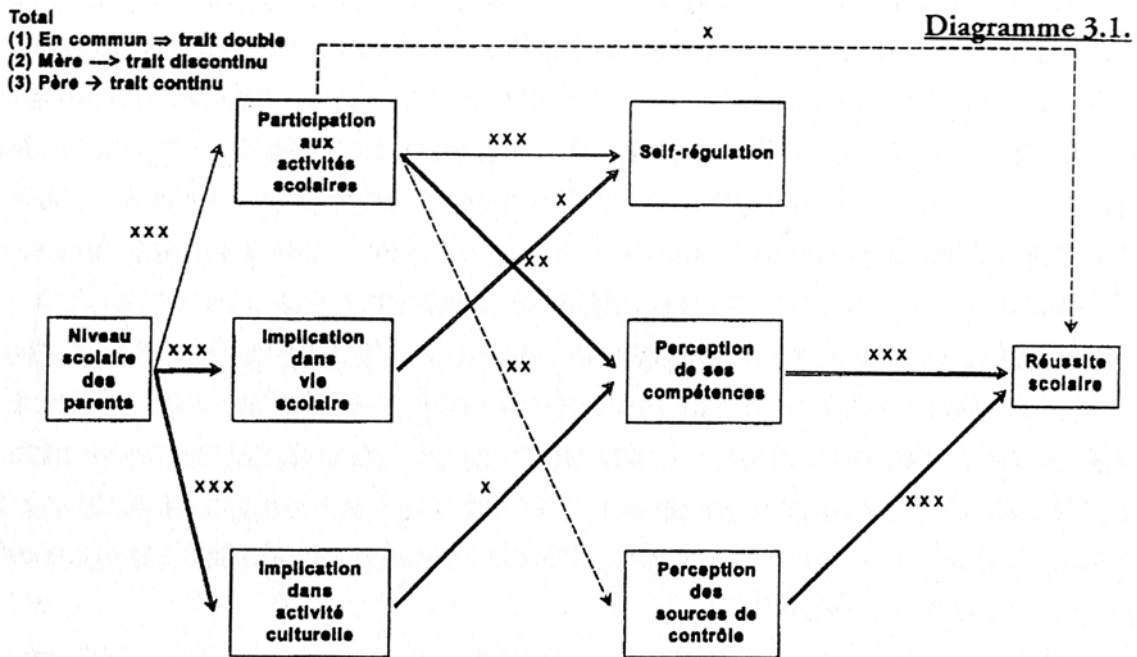 Total
(1) En commun ⇒ trait double
(2) Mère ---> trait discontinu
(3) Père → trait continu
Diagramme 3.1.
x
Participation
aux
activités
scolaires
xxx
Self-régulation
x
xxx
xx
Niveau
scolaire
des
parents
xxx
Implication
dans
vie
scolaire
xx
Perception
de ses
compétences
xxx
Réussite
scolaire
xxx
x
xxx
Implication
dans
activité
culturelle
Perception
des
sources de
contrôle